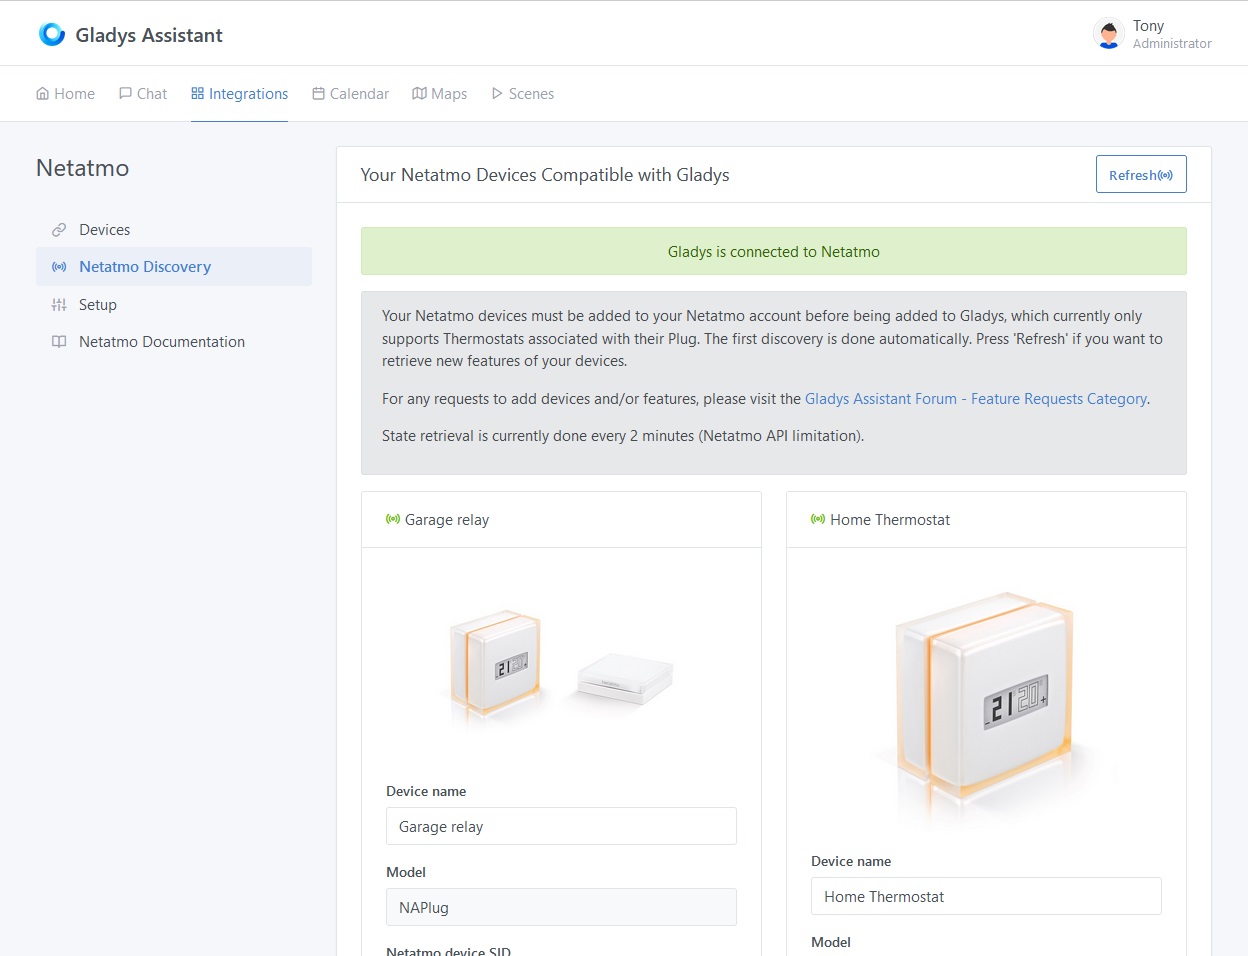 Gladys Assistant
Tony
Administrator
Home
Chat
Integrations
Calendar
Maps
Scenes
Netatmo
Devices
Netatmo Discovery
Setup
Netatmo Documentation
Your Netatmo Devices Compatible with Gladys
Refresh
Gladys is connected to Netatmo
Your Netatmo devices must be added to your Netatmo account before being added to Gladys, which currently only
supports Thermostats associated with their Plug. The first discovery is done automatically. Press 'Refresh' if you want to
retrieve new features of your devices.
For any requests to add devices and/or features, please visit the Gladys Assistant Forum - Feature Requests Category.
State retrieval is currently done every 2 minutes (Netatmo API limitation).
Garage relay
21 20
Device name
Garage relay
Model
NAPlug
Netatmo device SID
Home Thermostat
- 21 20 +
Device name
Home Thermostat
Model